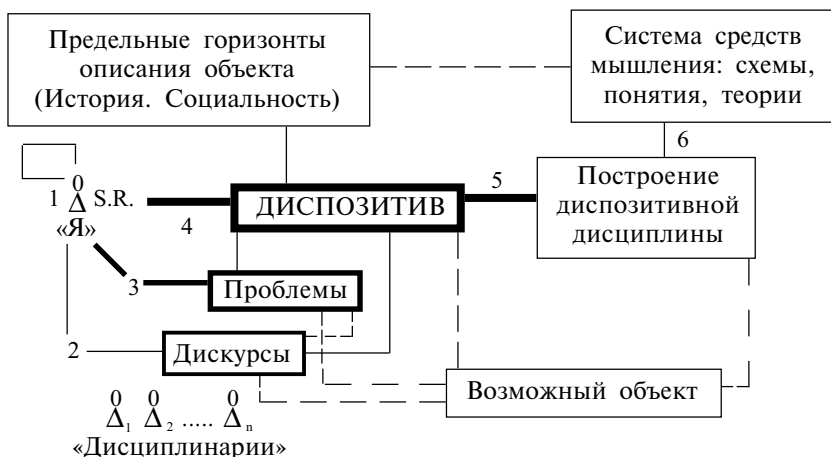 Предельные горизонты
описания объекта
(История. Социальность)
Система средств
мышления: схемы,
понятия, теории
6
0
1 Δ S.R.
«Я»
4
ДИСПОЗИТИВ
5
Построение
диспозитивной
дисциплины
3
Проблемы
2
Дискурсы
Возможный объект
0 0 0
Δ₁ Δ₂ ..... Δₙ
«Дисциплинарии»